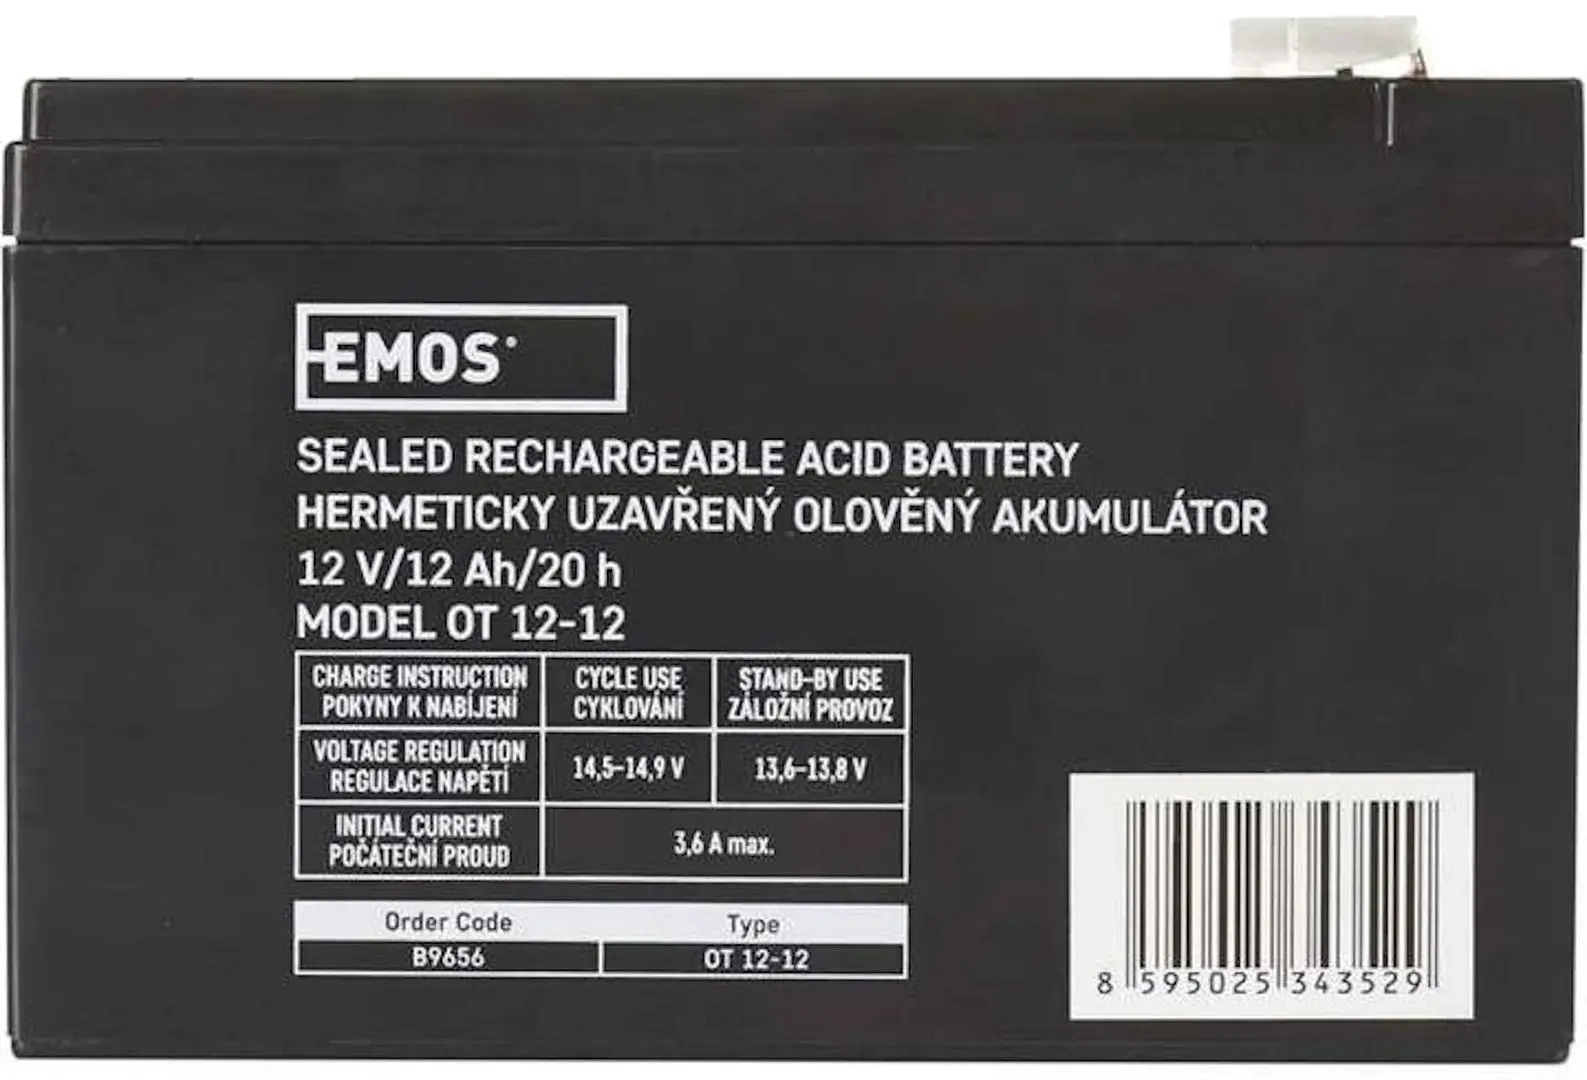 EMOS
SEALED RECHARGEABLE ACID BATTERY
HERMETICKY UZAVŘENÝ OLOVĚNÝ AKUMULÁTOR
12 V/12 Ah/20 h
MODEL OT 12-12
CHARGE INSTRUCTION CYCLE USE STAND-BY USE
POKYNY K NABÍJENÍ CYKLOVÁNÍ ZÁLOŽNÍ PROVOZ
VOLTAGE REGULATION
REGULACE NAPĚTÍ 14,5-14,9 V 13,6-13,8 V
INITIAL CURRENT
POČÁTEČNÍ PROUD 3,6 A max.
Order Code Type
B9656 OT 12-12
8 595025 343529